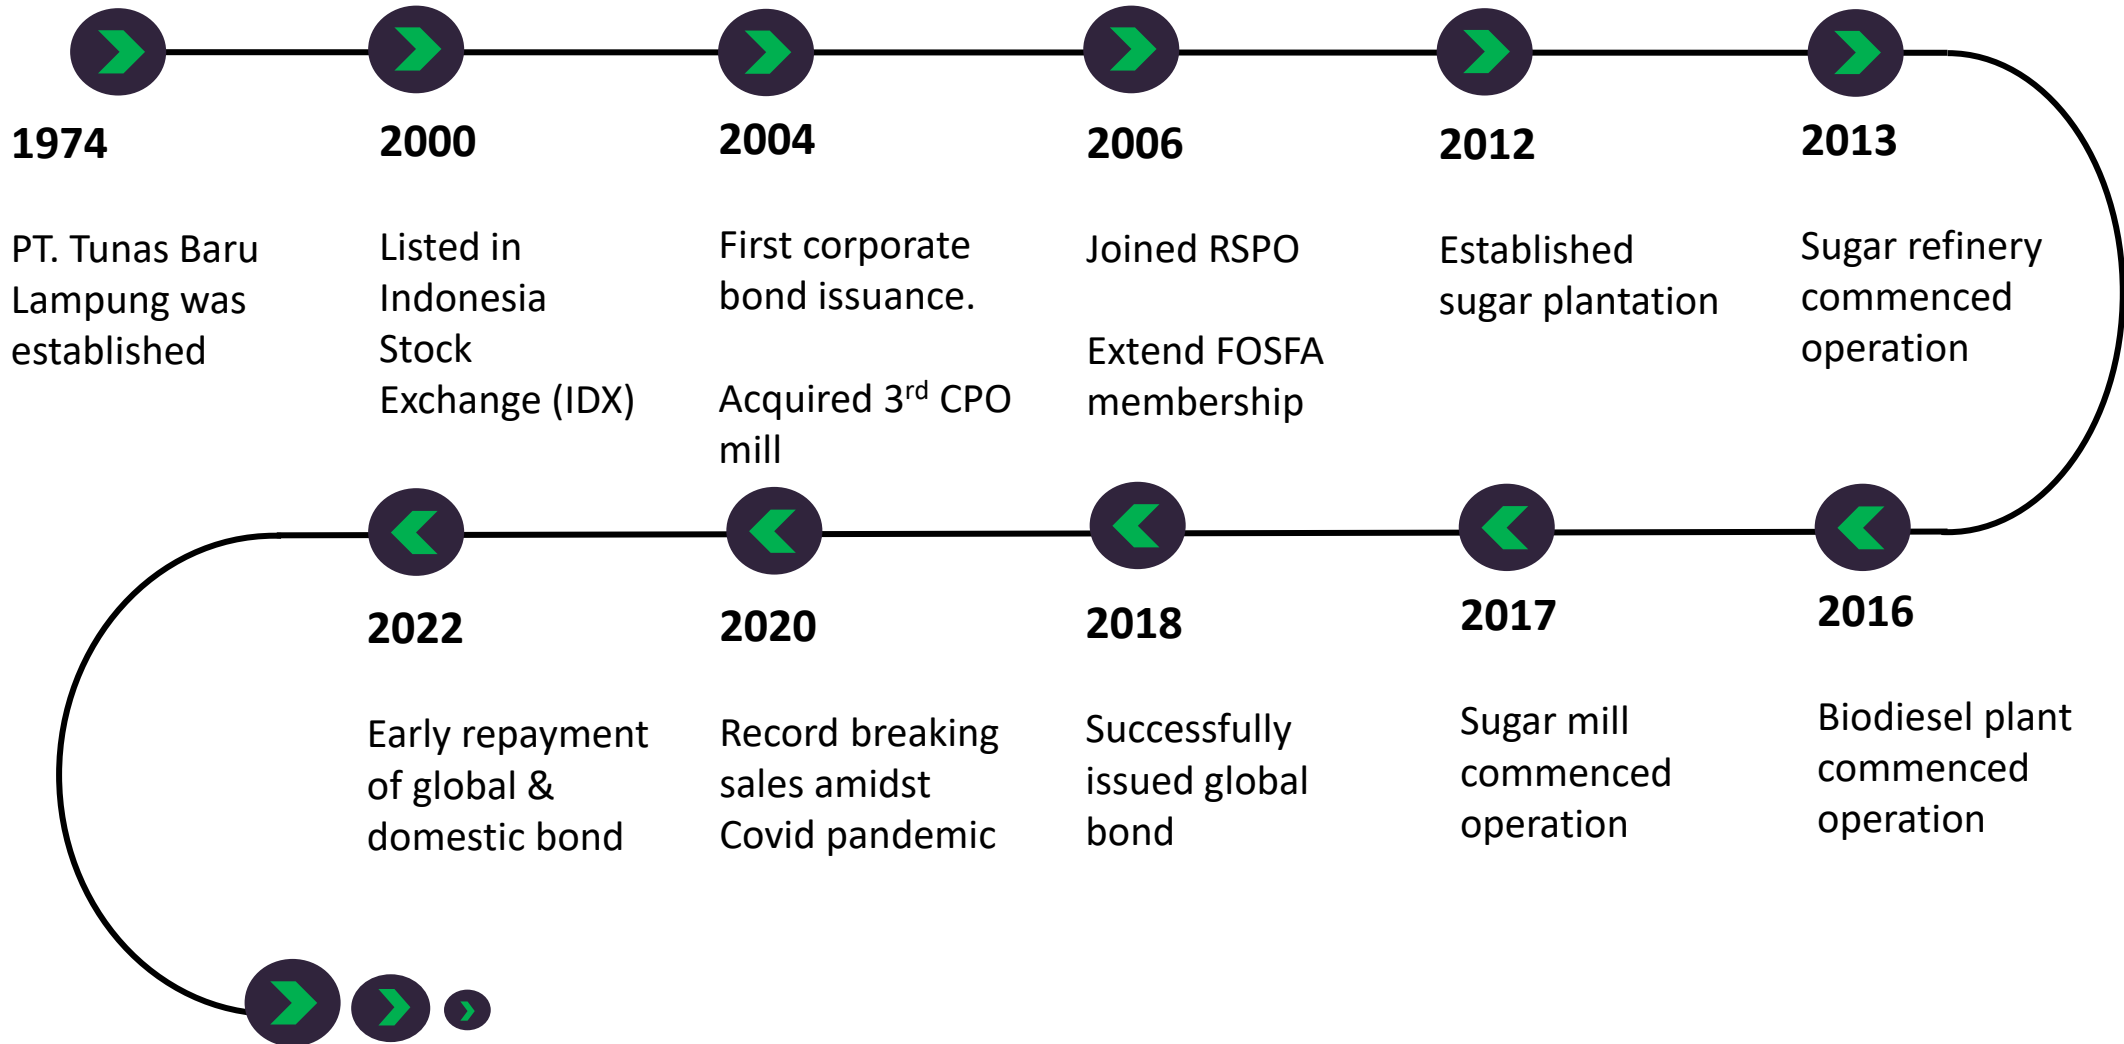 1974
PT. Tunas Baru
Lampung was
established
2000
Listed in
Indonesia
Stock
Exchange (IDX)
2004
First corporate
bond issuance.
Acquired 3rd CPO
mill
2006
Joined RSPO
Extend FOSFA
membership
2012
Established
sugar plantation
2013
Sugar refinery
commenced
operation
2016
Biodiesel plant
commenced
operation
2017
Sugar mill
commenced
operation
2018
Successfully
issued global
bond
2020
Record breaking
sales amidst
Covid pandemic
2022
Early repayment
of global &
domestic bond